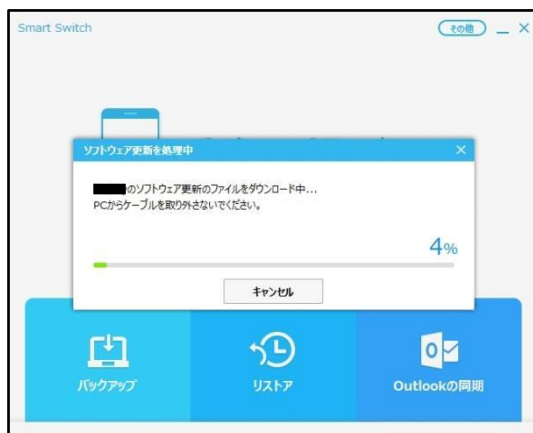 Smart Switch
その他
ソフトウェア更新を処理中
のソフトウェア更新のファイルをダウンロード中...
PCからケーブルを取り外さないでください。
4%
キャンセル
バックアップ
リストア
Outlookの同期